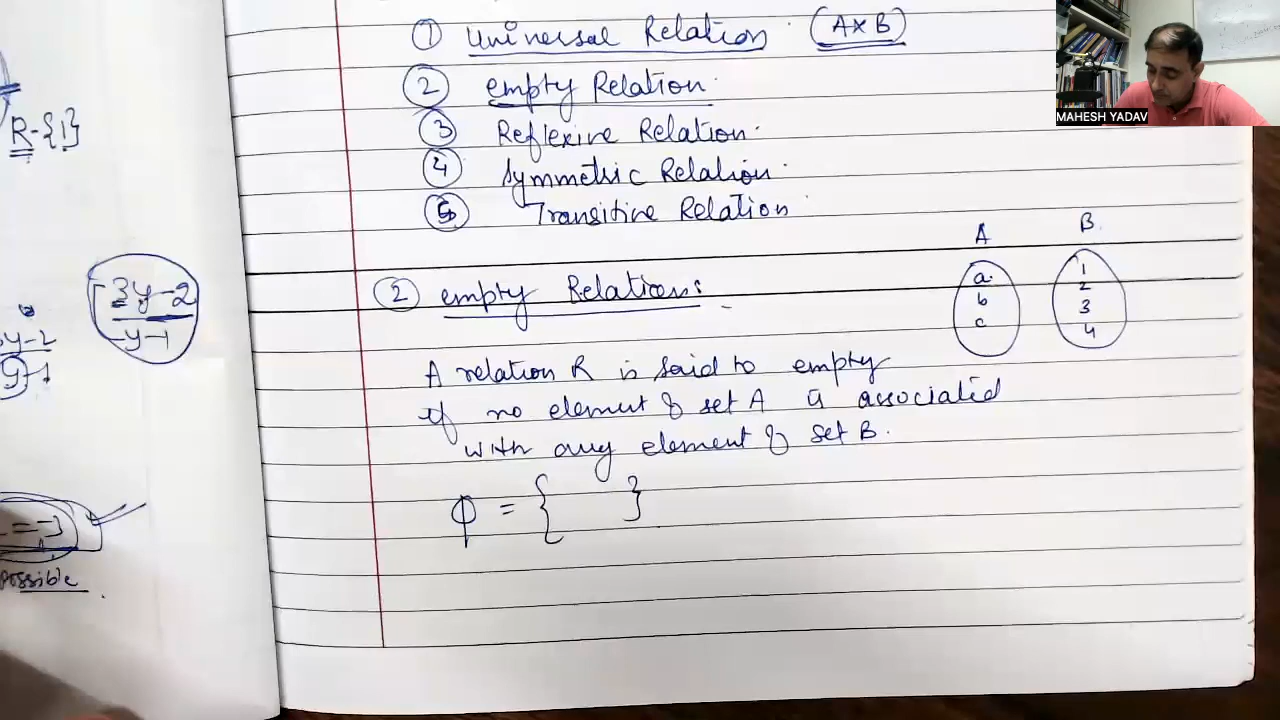 ① Universal Relation. (A×B)
② empty Relation.
③ Reflexive Relation.
④ Symmetric Relation.
⑤ Transitive Relation
MAHESH YADAV
R-{1}
3y-2
-y-1
y-2
possible.
② empty Relation:
A B
a 1
b 2
c 3
4
A relation R is said to empty
if no element of set A is associated
with any element of set B.
ϕ = { }